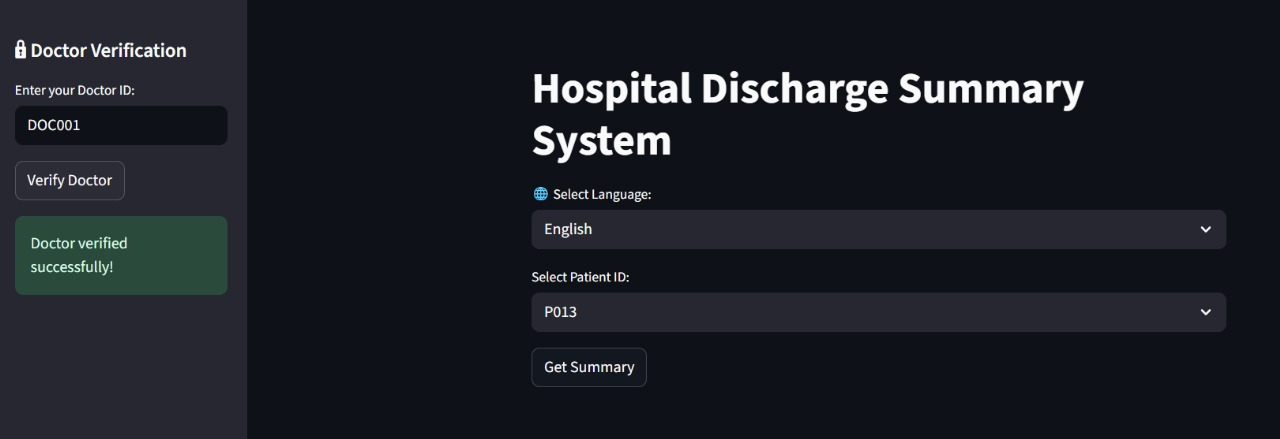 🔒 Doctor Verification
Enter your Doctor ID:
DOC001
Verify Doctor
Doctor verified
successfully!
Hospital Discharge Summary
System
🌐 Select Language:
English
Select Patient ID:
P013
Get Summary